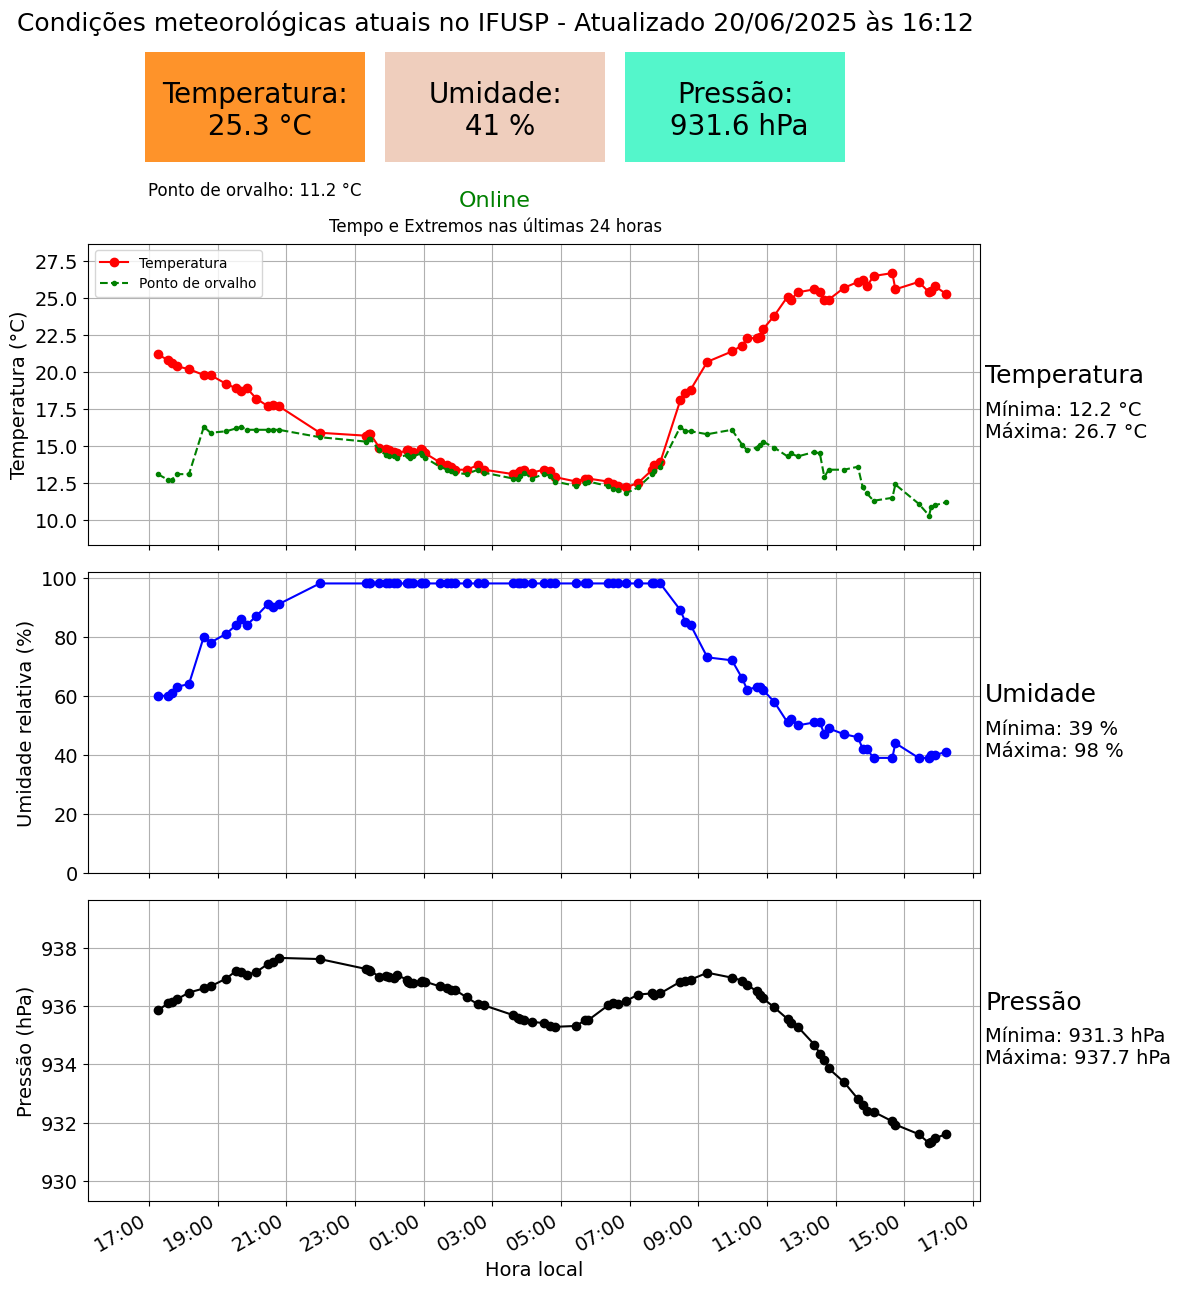 Condições meteorológicas atuais no IFUSP - Atualizado 20/06/2025 às 16:12
Temperatura:
25.3 °C
Umidade:
41 %
Pressão:
931.6 hPa
Ponto de orvalho: 11.2 °C
Online
Tempo e Extremos nas últimas 24 horas
Temperatura (°C)
27.5
25.0
22.5
20.0
17.5
15.0
12.5
10.0
Temperatura
Ponto de orvalho
Temperatura
Mínima: 12.2 °C
Máxima: 26.7 °C
Umidade relativa (%)
100
80
60
40
20
0
Umidade
Mínima: 39 %
Máxima: 98 %
Pressão (hPa)
938
936
934
932
930
Pressão
Mínima: 931.3 hPa
Máxima: 937.7 hPa
17:00
19:00
21:00
23:00
01:00
03:00
05:00
07:00
09:00
11:00
13:00
15:00
17:00
Hora local